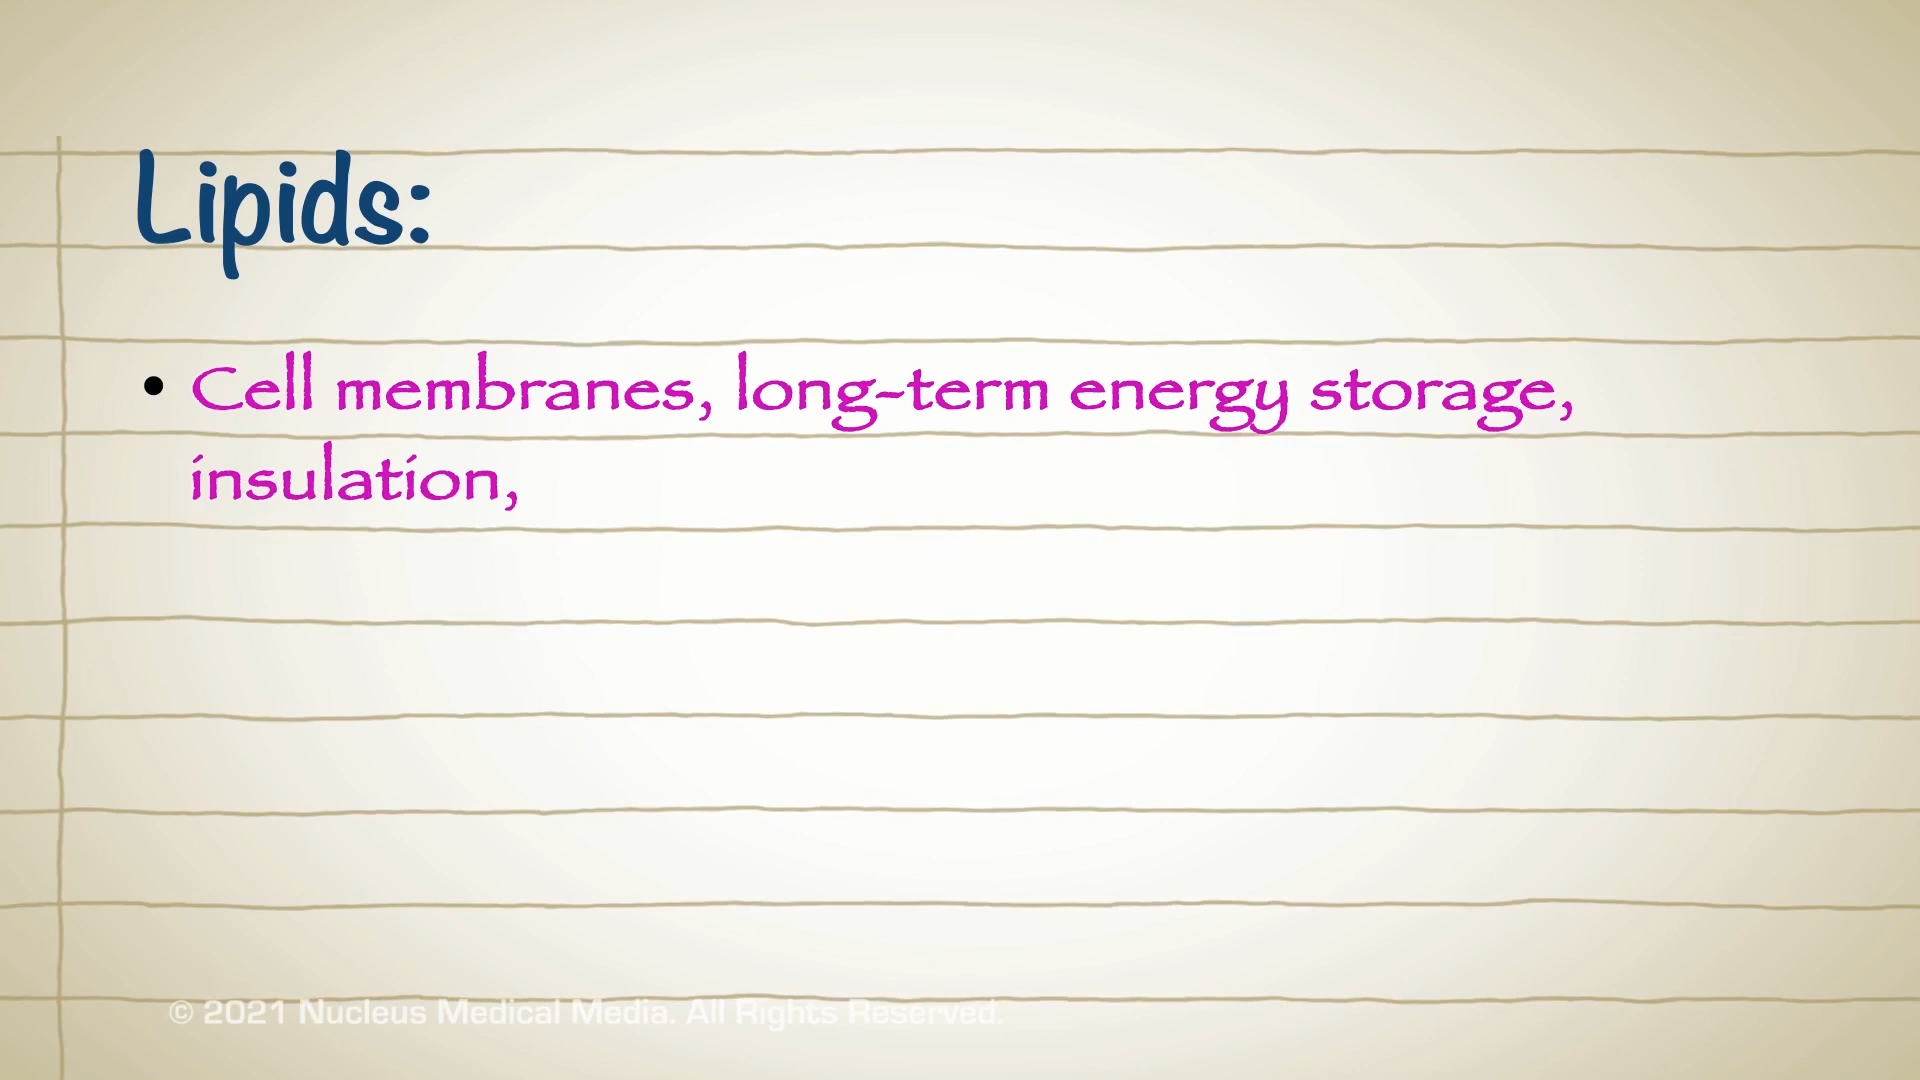 Lipids:
• Cell membranes, long-term energy storage,
insulation,
© 2021 Nucleus Medical Media. All Rights Reserved.